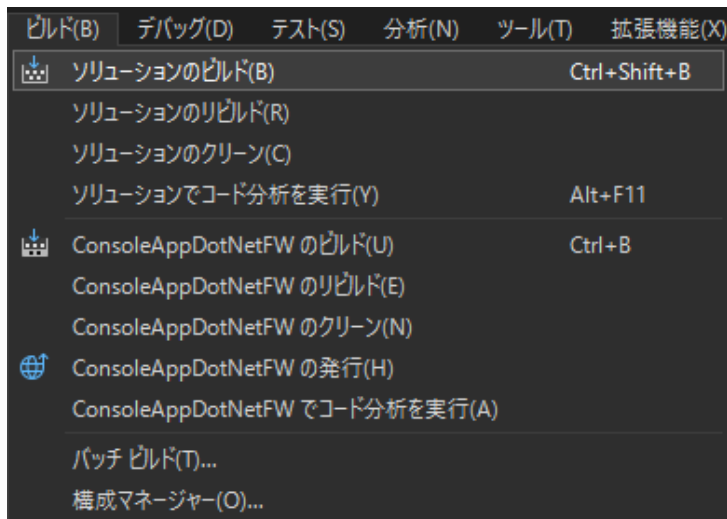 ビルド(B) デバッグ(D) テスト(S) 分析(N) ツール(T) 拡張機能(X)
ソリューションのビルド(B) Ctrl+Shift+B
ソリューションのリビルド(R)
ソリューションのクリーン(C)
ソリューションでコード分析を実行(Y) Alt+F11
ConsoleAppDotNetFW のビルド(U) Ctrl+B
ConsoleAppDotNetFW のリビルド(E)
ConsoleAppDotNetFW のクリーン(N)
ConsoleAppDotNetFW の発行(H)
ConsoleAppDotNetFW でコード分析を実行(A)
バッチ ビルド(T)...
構成マネージャー(O)...